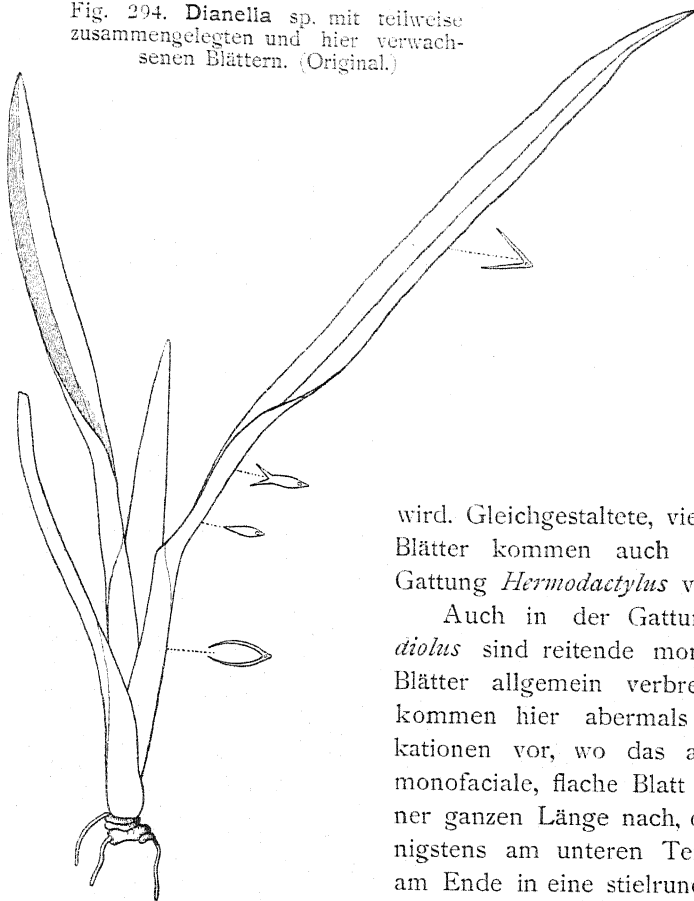 Fig. 294. Dianella sp. mit teilweise
zusammengelegten und hier verwach-
senen Blättern. (Original.)
wird. Gleichgestaltete, vie
Blätter kommen auch
Gattung Hermodactylus v
Auch in der Gattu
diolus sind reitende mon
Blätter allgemein verbre
kommen hier abermals
kationen vor, wo das a
monofaciale, flache Blatt
ner ganzen Länge nach, o
nigstens am unteren Te
am Ende in eine stielrun